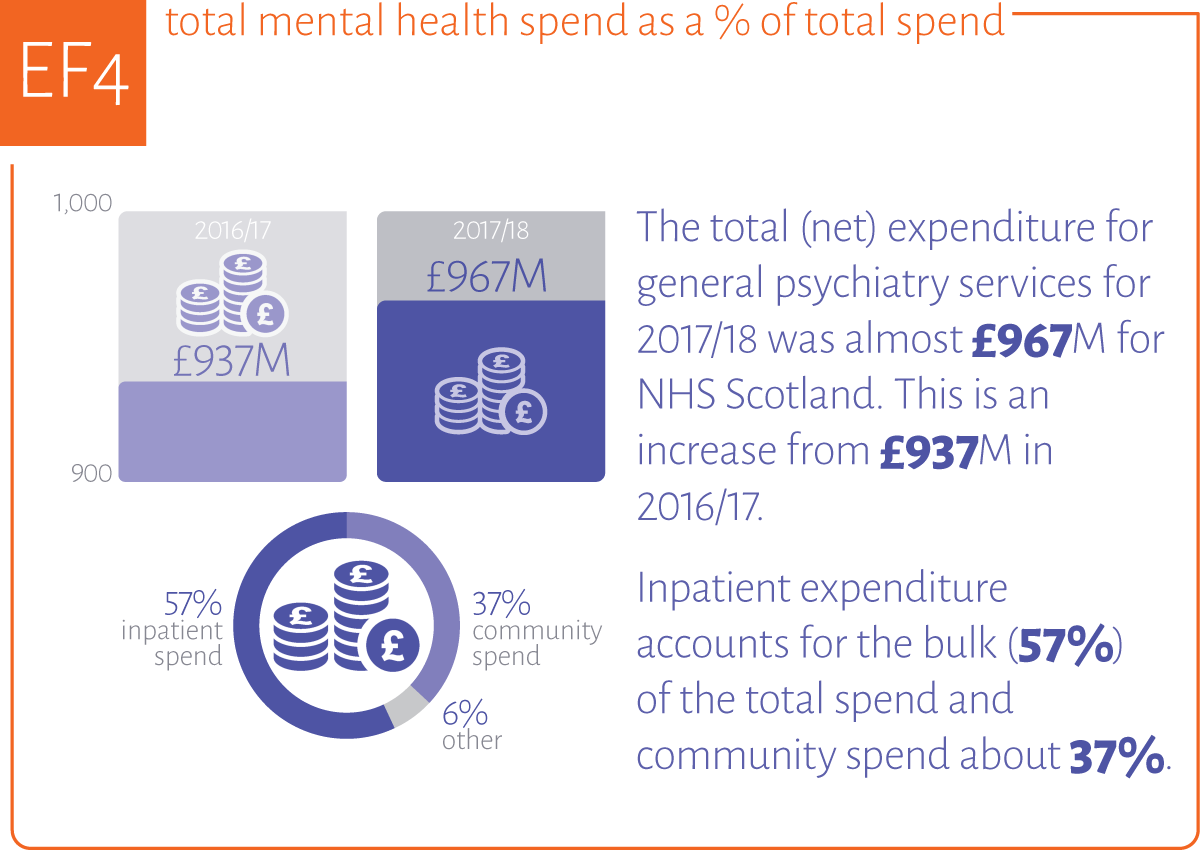 total mental health spend as a % of total spend
EF4
1,000
900
2016/17
£
£
£
£937M
2017/18
£967M
£
£
£
The total (net) expenditure for
general psychiatry services for
2017/18 was almost £967M for
NHS Scotland. This is an
increase from £937M in
2016/17.
57%
inpatient
spend
£
£
£
37%
community
spend
6%
other
Inpatient expenditure
accounts for the bulk (57%)
of the total spend and
community spend about 37%.